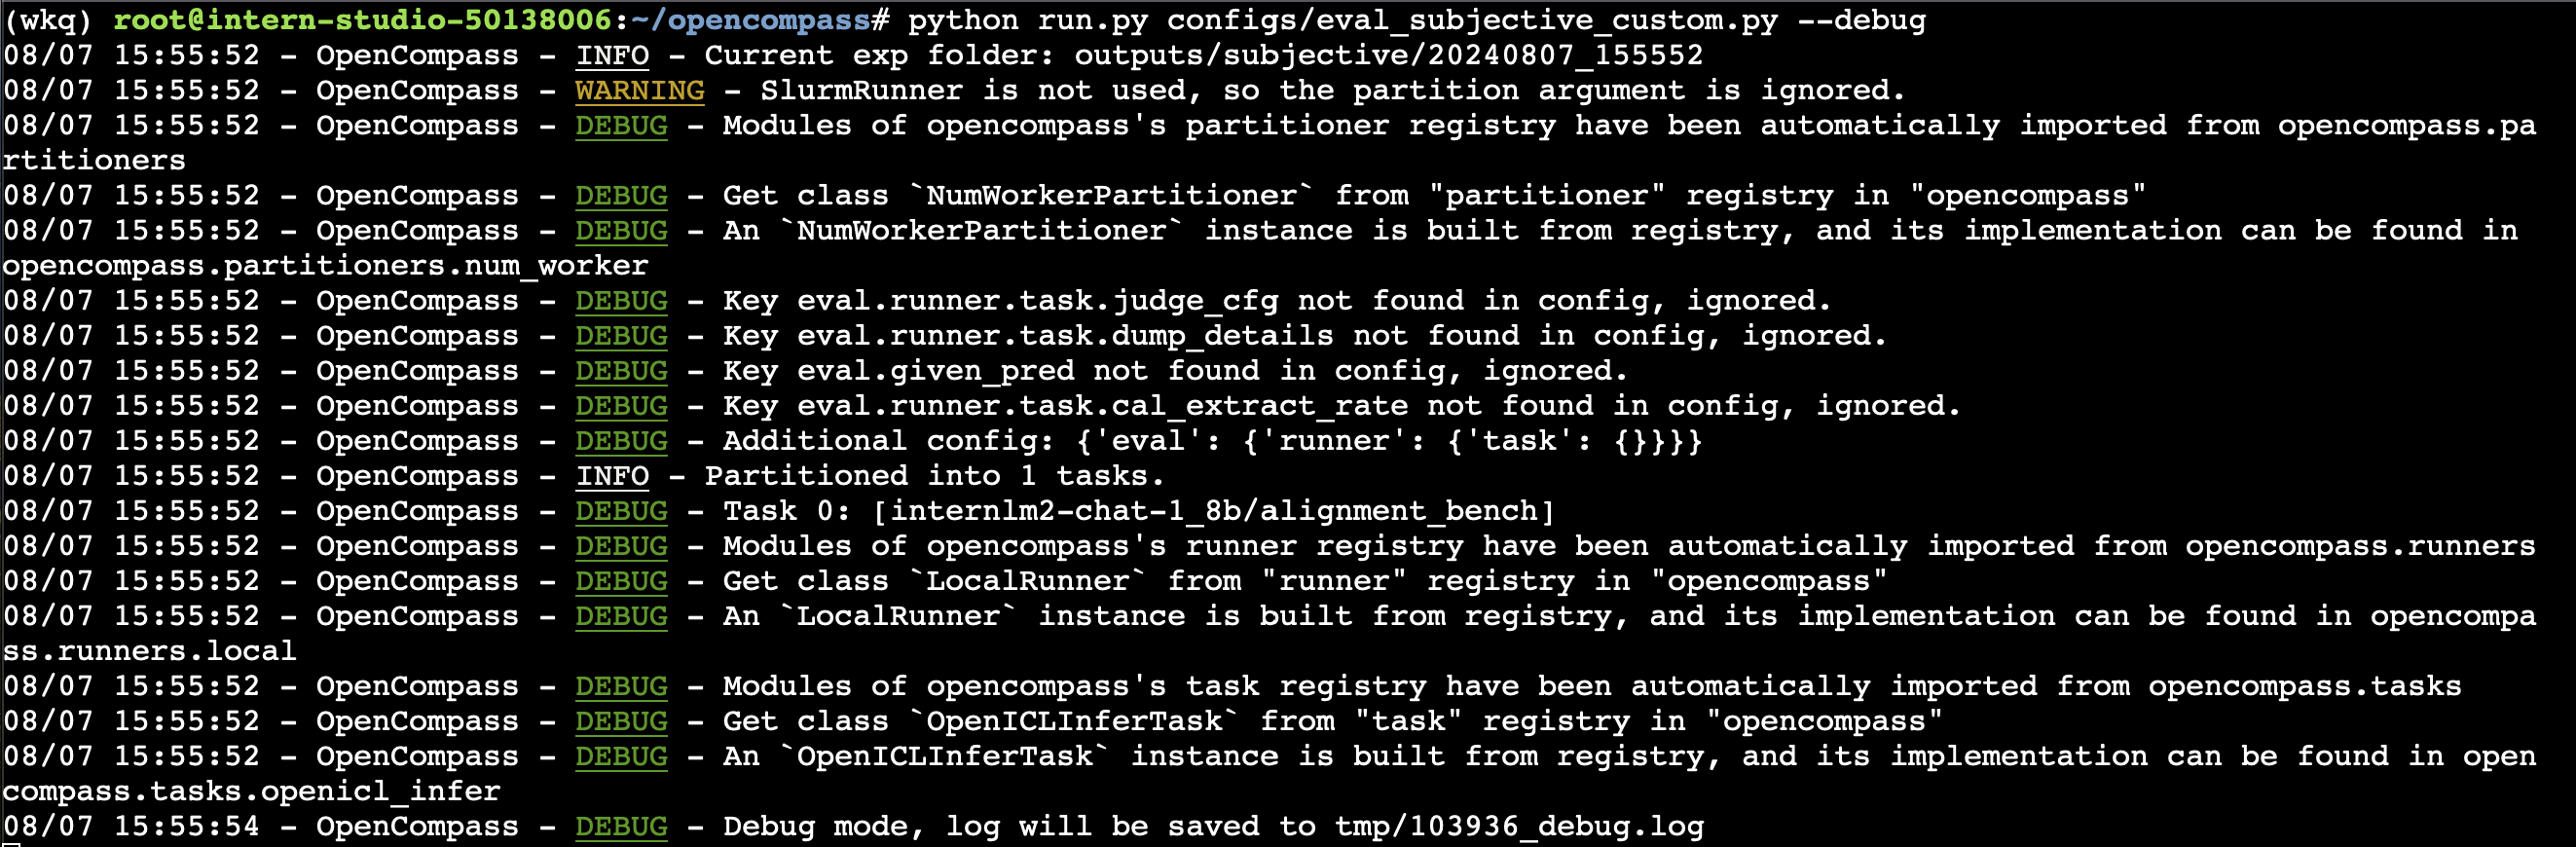 (wkq) root@intern-studio-50138006:~/opencompass# python run.py configs/eval_subjective_custom.py --debug
08/07 15:55:52 - OpenCompass - INFO - Current exp folder: outputs/subjective/20240807_155552
08/07 15:55:52 - OpenCompass - WARNING - SlurmRunner is not used, so the partition argument is ignored.
08/07 15:55:52 - OpenCompass - DEBUG - Modules of opencompass's partitioner registry have been automatically imported from opencompass.pa
rtitioners
08/07 15:55:52 - OpenCompass - DEBUG - Get class `NumWorkerPartitioner` from "partitioner" registry in "opencompass"
08/07 15:55:52 - OpenCompass - DEBUG - An `NumWorkerPartitioner` instance is built from registry, and its implementation can be found in
opencompass.partitioners.num_worker
08/07 15:55:52 - OpenCompass - DEBUG - Key eval.runner.task.judge_cfg not found in config, ignored.
08/07 15:55:52 - OpenCompass - DEBUG - Key eval.runner.task.dump_details not found in config, ignored.
08/07 15:55:52 - OpenCompass - DEBUG - Key eval.given_pred not found in config, ignored.
08/07 15:55:52 - OpenCompass - DEBUG - Key eval.runner.task.cal_extract_rate not found in config, ignored.
08/07 15:55:52 - OpenCompass - DEBUG - Additional config: {'eval': {'runner': {'task': {}}}}
08/07 15:55:52 - OpenCompass - INFO - Partitioned into 1 tasks.
08/07 15:55:52 - OpenCompass - DEBUG - Task 0: [internlm2-chat-1_8b/alignment_bench]
08/07 15:55:52 - OpenCompass - DEBUG - Modules of opencompass's runner registry have been automatically imported from opencompass.runners
08/07 15:55:52 - OpenCompass - DEBUG - Get class `LocalRunner` from "runner" registry in "opencompass"
08/07 15:55:52 - OpenCompass - DEBUG - An `LocalRunner` instance is built from registry, and its implementation can be found in opencompa
ss.runners.local
08/07 15:55:52 - OpenCompass - DEBUG - Modules of opencompass's task registry have been automatically imported from opencompass.tasks
08/07 15:55:52 - OpenCompass - DEBUG - Get class `OpenICLInferTask` from "task" registry in "opencompass"
08/07 15:55:52 - OpenCompass - DEBUG - An `OpenICLInferTask` instance is built from registry, and its implementation can be found in open
compass.tasks.openicl_infer
08/07 15:55:54 - OpenCompass - DEBUG - Debug mode, log will be saved to tmp/103936_debug.log